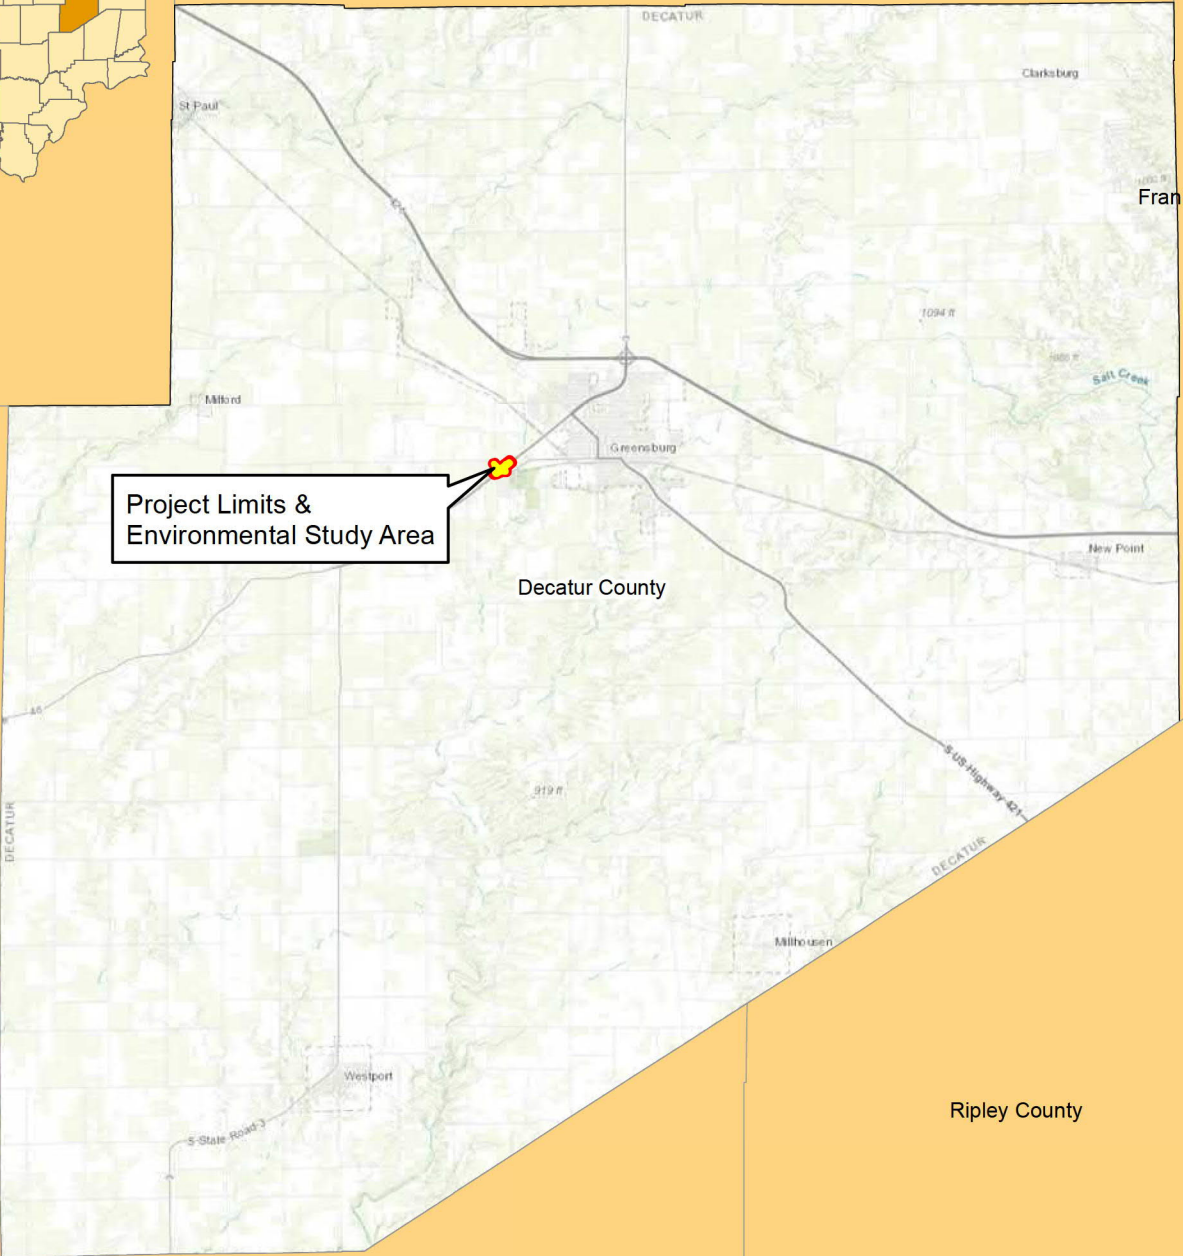 DECATUR
Clarksburg
St Paul
Fran
1094 ft
Salt Creek
Milford
Greensburg
Project Limits &
Environmental Study Area
New Point
Decatur County
46
S US Highway 421
919 ft
DECATUR
DECATUR
Millhousen
Westport
Ripley County
S State Road 3